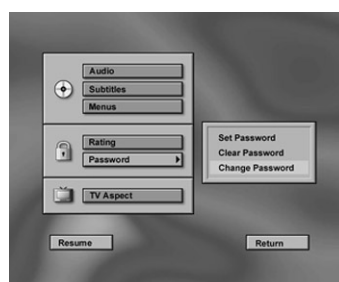 Audio
Subtitles
Menus
Rating
Password
Set Password
Clear Password
Change Password
TV Aspect
Resume
Return